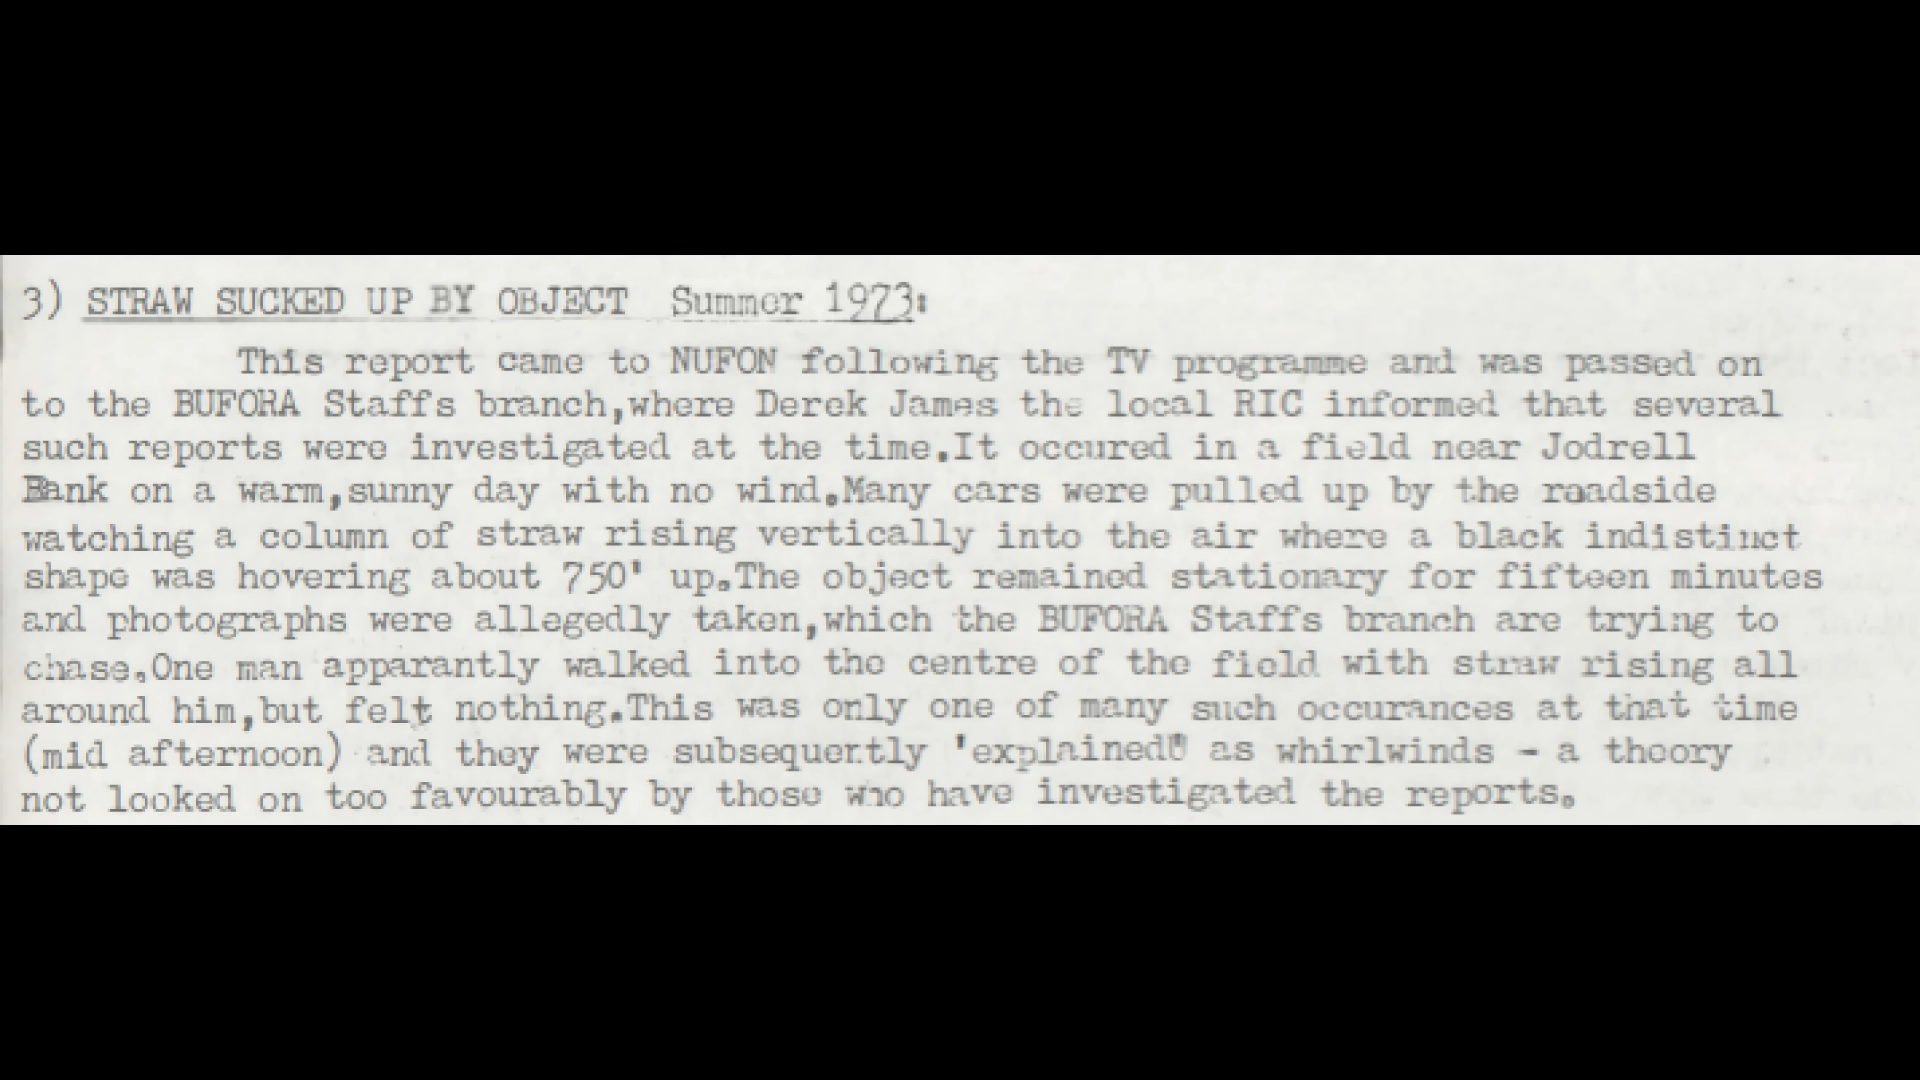 3) STRAW SUCKED UP BY OBJECT Summer 1973:
This report came to NUFON following the TV programme and was passed on
to the BUFORA Staffs branch,where Derek James the local RIC informed that several
such reports were investigated at the time.It occured in a field near Jodrell
Bank on a warm,sunny day with no wind.Many cars were pulled up by the roadside
watching a column of straw rising vertically into the air where a black indistinct
shape was hovering about 750' up.The object remained stationary for fifteen minutes
and photographs were allegedly taken,which the BUFORA Staffs branch are trying to
chase.One man apparantly walked into the centre of the field with straw rising all
around him,but felt nothing.This was only one of many such occurances at that time
(mid afternoon) and they were subsequently 'explained' as whirlwinds - a theory
not looked on too favourably by those who have investigated the reports.